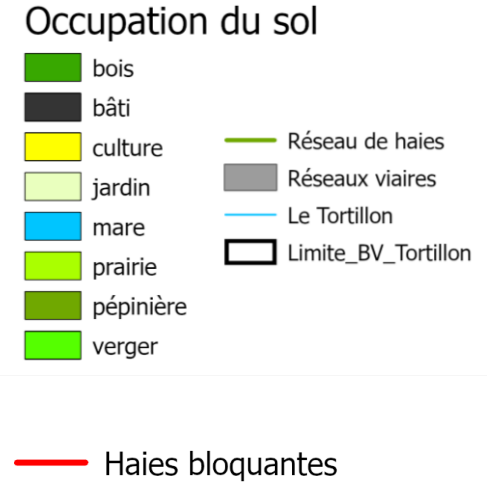 Occupation du sol
bois
bâti
culture
jardin
mare
prairie
pépinière
verger
Réseau de haies
Réseaux viaires
Le Tortillon
Limite_BV_Tortillon
Haies bloquantes